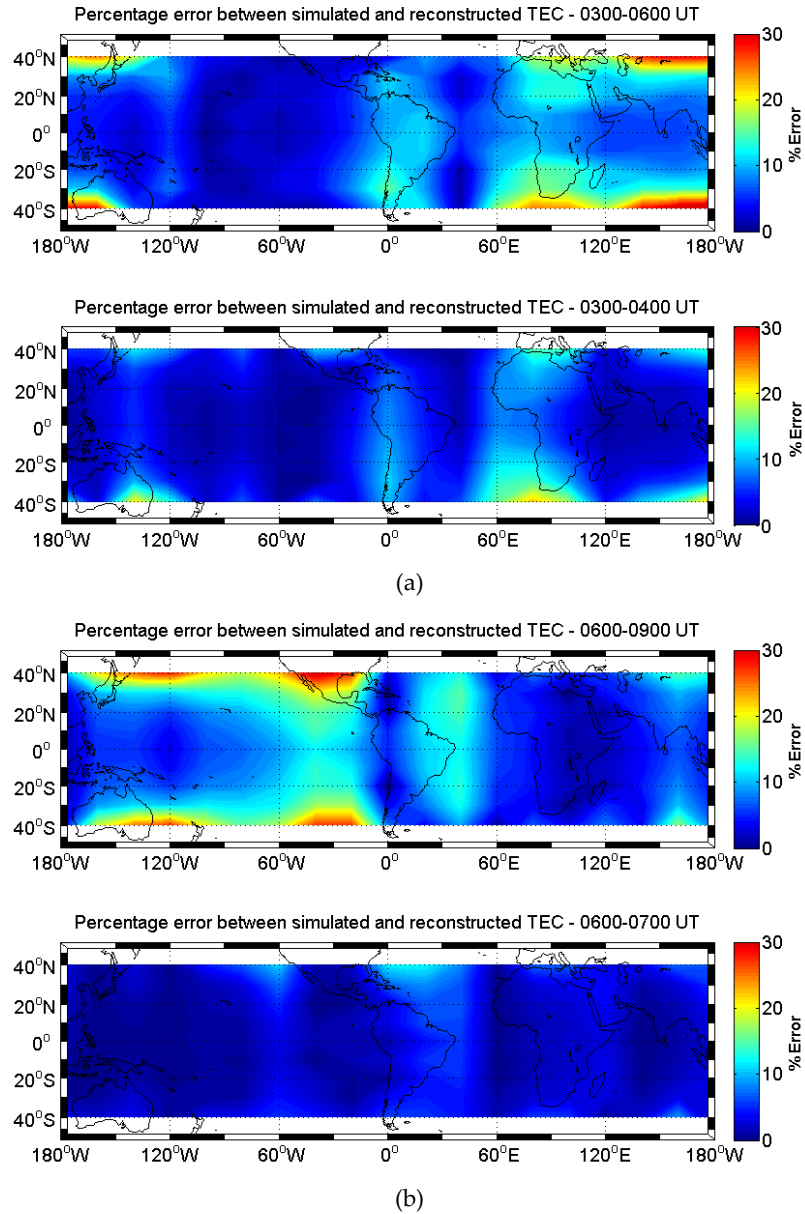 Percentage error between simulated and reconstructed TEC - 0300-0600 UT
40°N
20°N
0°
20°S
40°S
180°W 120°W 60°W 0° 60°E 120°E 180°W
30
20
10
0
%Error
Percentage error between simulated and reconstructed TEC - 0300-0400 UT
40°N
20°N
0°
20°S
40°S
180°W 120°W 60°W 0° 60°E 120°E 180°W
30
20
10
0
%Error
(a)
Percentage error between simulated and reconstructed TEC - 0600-0900 UT
40°N
20°N
0°
20°S
40°S
180°W 120°W 60°W 0° 60°E 120°E 180°W
30
20
10
0
%Error
Percentage error between simulated and reconstructed TEC - 0600-0700 UT
40°N
20°N
0°
20°S
40°S
180°W 120°W 60°W 0° 60°E 120°E 180°W
30
20
10
0
%Error
(b)